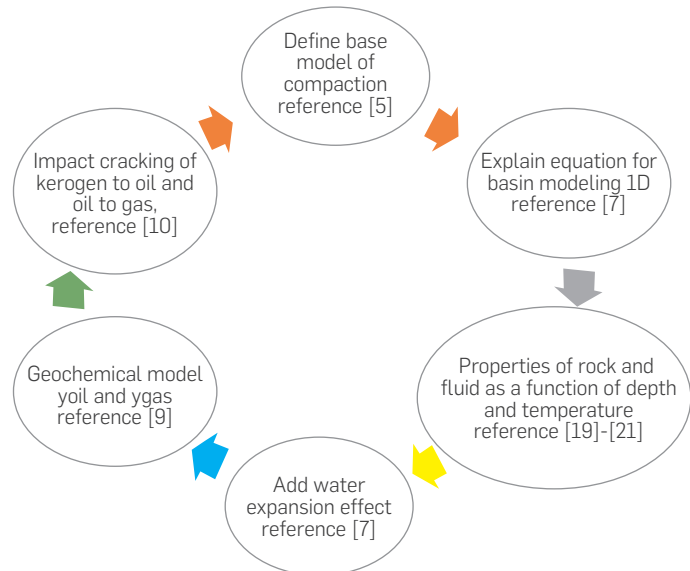 Define base
model of
compaction
reference [5]
Explain equation for
basin modeling 1D
reference [7]
Properties of rock and
fluid as a function of depth
and temperature
reference [19]-[21]
Add water
expansion effect
reference [7]
Geochemical model
yoil and ygas
reference [9]
Impact cracking of
kerogen to oil and
oil to gas,
reference [10]